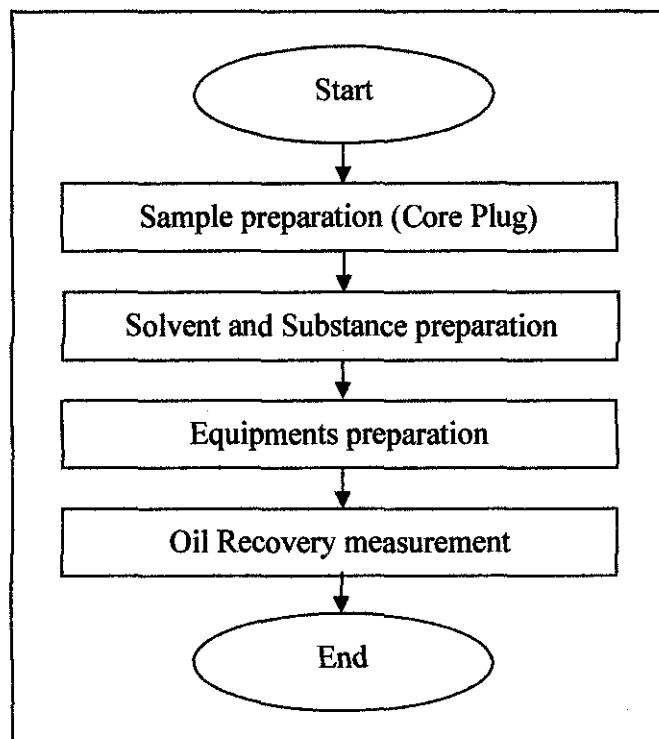 Start
Sample preparation (Core Plug)
Solvent and Substance preparation
Equipments preparation
Oil Recovery measurement
End